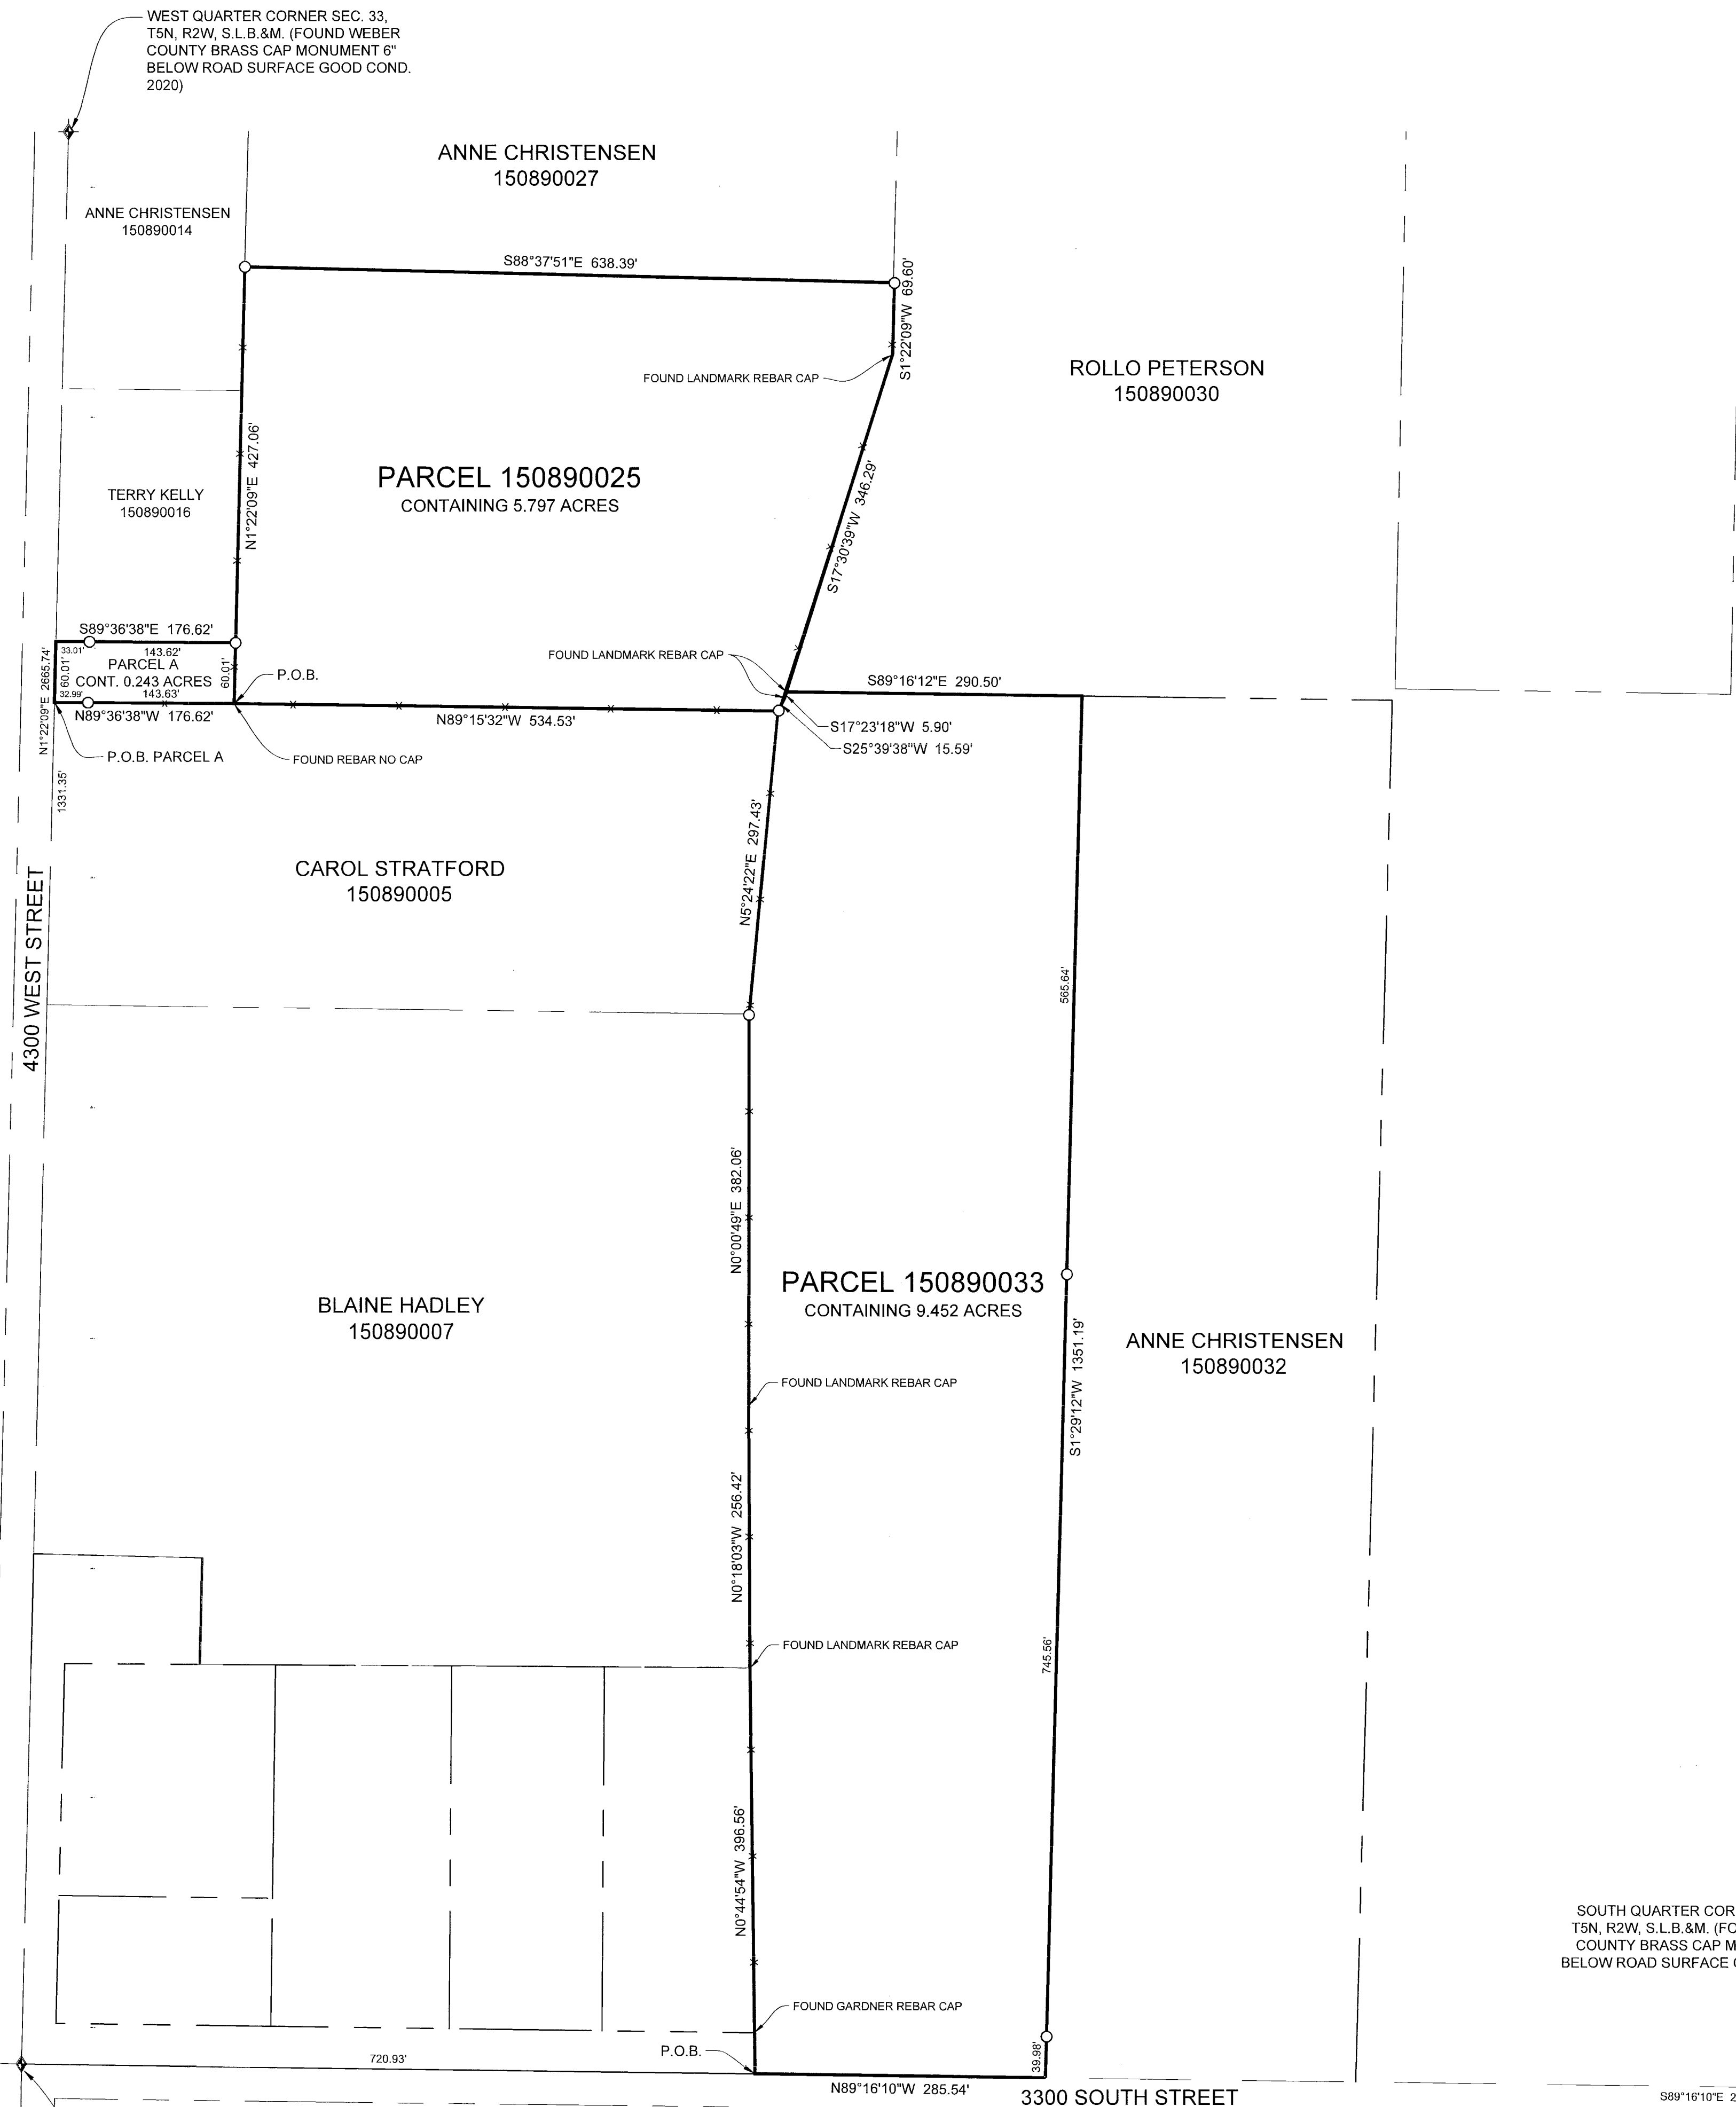 WEST QUARTER CORNER SEC. 33,
T5N, R2W, S.L.B.&M. (FOUND WEBER
COUNTY BRASS CAP MONUMENT 6"
BELOW ROAD SURFACE GOOD COND.
2020)
ANNE CHRISTENSEN
150890027
ANNE CHRISTENSEN
150890014
S88°37'51"E 638.39'
S1°22'09"W 69.60'
FOUND LANDMARK REBAR CAP
ROLLO PETERSON
150890030
N1°22'09"E 427.06'
PARCEL 150890025
CONTAINING 5.797 ACRES
S17°30'39"W 346.29'
TERRY KELLY
150890016
S89°36'38"E 176.62'
33.01'
143.62'
60.01'
PARCEL A
CONT. 0.243 ACRES
60.01'
32.99'
143.63'
N89°36'38"W 176.62'
N1°22'09"E 2665.74'
P.O.B.
FOUND LANDMARK REBAR CAP
S89°16'12"E 290.50'
N89°15'32"W 534.53'
S17°23'18"W 5.90'
S25°39'38"W 15.59'
P.O.B. PARCEL A
FOUND REBAR NO CAP
1331.35'
CAROL STRATFORD
150890005
N5°24'22"E 297.43'
4300 WEST STREET
565.64'
N0°00'49"E 382.06'
PARCEL 150890033
CONTAINING 9.452 ACRES
BLAINE HADLEY
150890007
S1°29'12"W 1351.19'
ANNE CHRISTENSEN
150890032
FOUND LANDMARK REBAR CAP
N0°18'03"W 256.42'
FOUND LANDMARK REBAR CAP
745.56'
N0°44'54"W 396.56'
SOUTH QUARTER COR
T5N, R2W, S.L.B.&M. (FO
COUNTY BRASS CAP M
BELOW ROAD SURFACE
FOUND GARDNER REBAR CAP
P.O.B.
39.98'
720.93'
N89°16'10"W 285.54'
3300 SOUTH STREET
S89°16'10"E 2